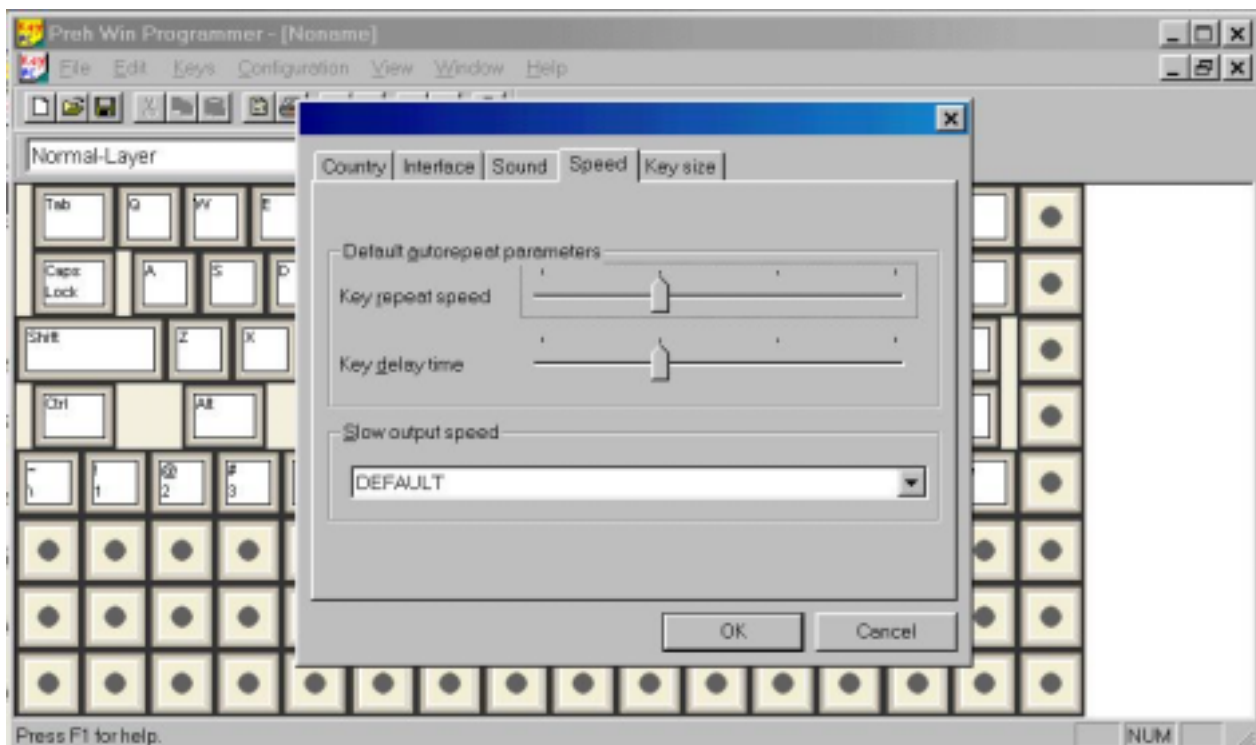 Preh Win Programmer - [Noname]
File Edit Keys Configuration View Window Help
Normal-Layer
Country Interface Sound Speed Key size
Default autorepeat parameters
Key repeat speed
Key delay time
Slow output speed
DEFAULT
OK Cancel
Tab Q W E
Caps Lock A S D
Shift Z X
Ctrl Alt
~ ! @ #
\ 1 2 3
Press F1 for help. NUM